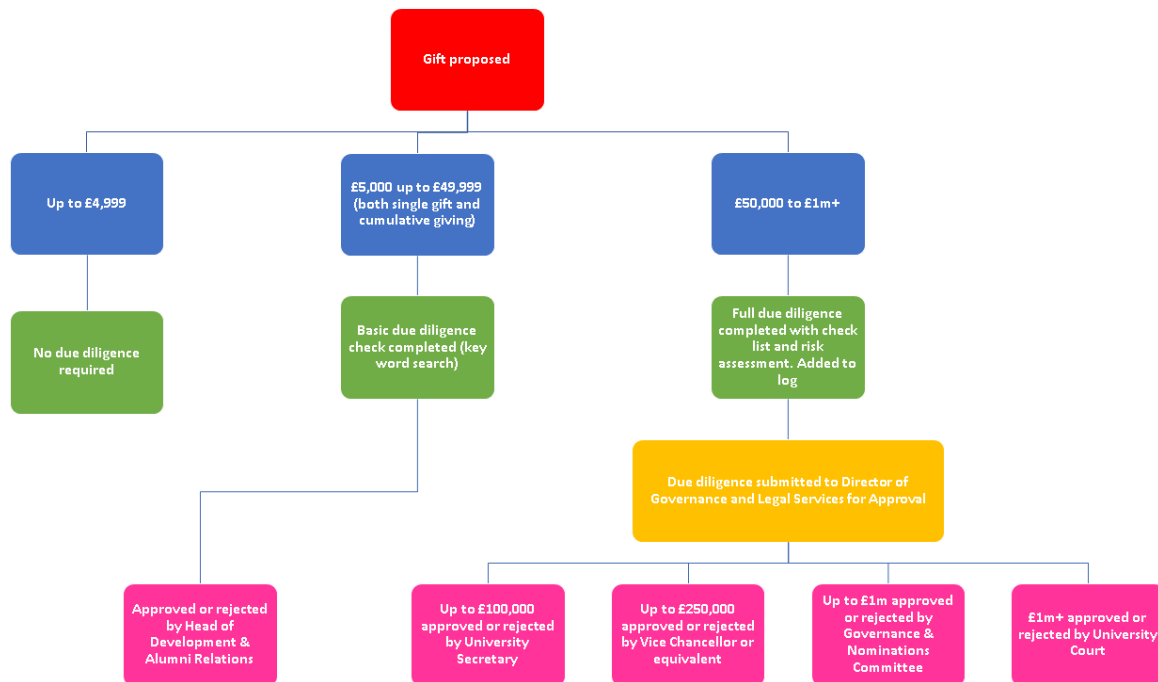 Gift proposed
Up to £4,999
£5,000 up to £49,999
(both single gift and
cumulative giving)
£50,000 to £1m+
No due diligence
required
Basic due diligence
check completed (key
word search)
Full due diligence
completed with check
list and risk
assessment. Added to
log
Due diligence submitted to Director of
Governance and Legal Services for Approval
Approved or rejected
by Head of
Development &
Alumni Relations
Up to £100,000
approved or rejected
by University
Secretary
Up to £250,000
approved or rejected
by Vice Chancellor or
equivalent
Up to £1m approved
or rejected by
Governance &
Nominations
Committee
£1m+ approved or
rejected by University
Court